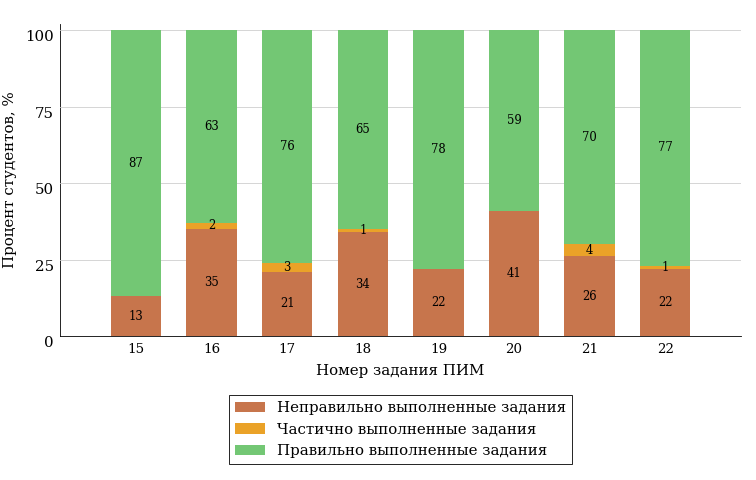 100
75
50
25
0
Процент студентов, %
87 63 76 65 78 59 70 77
2 3 1 4 1
13 35 21 34 22 41 26 22
15 16 17 18 19 20 21 22
Номер задания ПИМ
Неправильно выполненные задания
Частично выполненные задания
Правильно выполненные задания